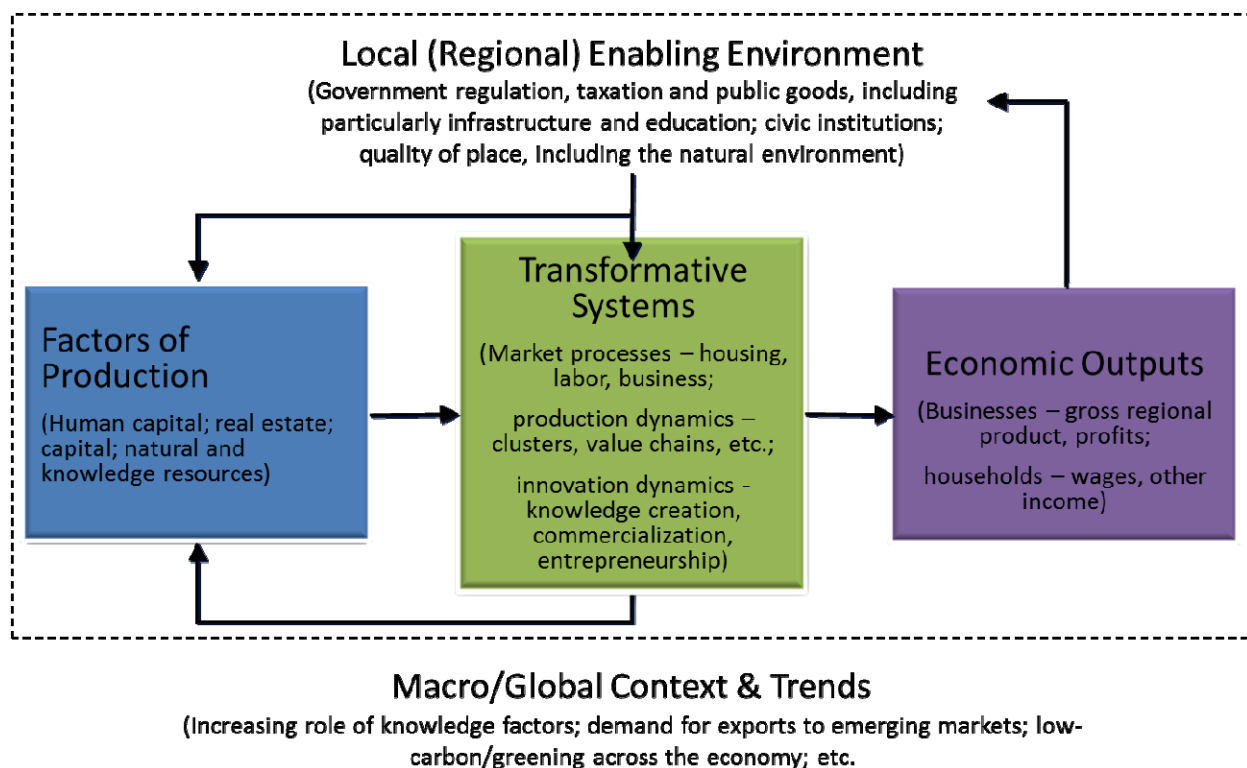 Local (Regional) Enabling Environment
(Government regulation, taxation and public goods, including
particularly infrastructure and education; civic institutions;
quality of place, including the natural environment)
Factors of
Production
(Human capital; real estate;
capital; natural and
knowledge resources)
Transformative
Systems
(Market processes – housing,
labor, business;
production dynamics –
clusters, value chains, etc.;
innovation dynamics -
knowledge creation,
commercialization,
entrepreneurship)
Economic Outputs
(Businesses – gross regional
product, profits;
households – wages, other
income)
Macro/Global Context & Trends
(Increasing role of knowledge factors; demand for exports to emerging markets; low-
carbon/greening across the economy; etc.